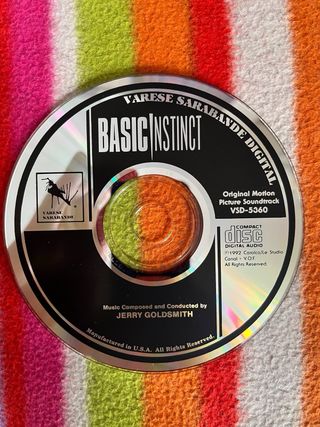 VARESE SARABANDE DIGITAL
BASIC INSTINCT
Original Motion
Picture Soundtrack
VSD-5360
VARESE
SARABANDE
COMPACT
disc
DIGITAL AUDIO
℗1992 Carolco/Le Studio
Canal + V.O.F.
All Rights Reserved.
Music Composed and Conducted by
JERRY GOLDSMITH
Manufactured in U.S.A. All Rights Reserved.